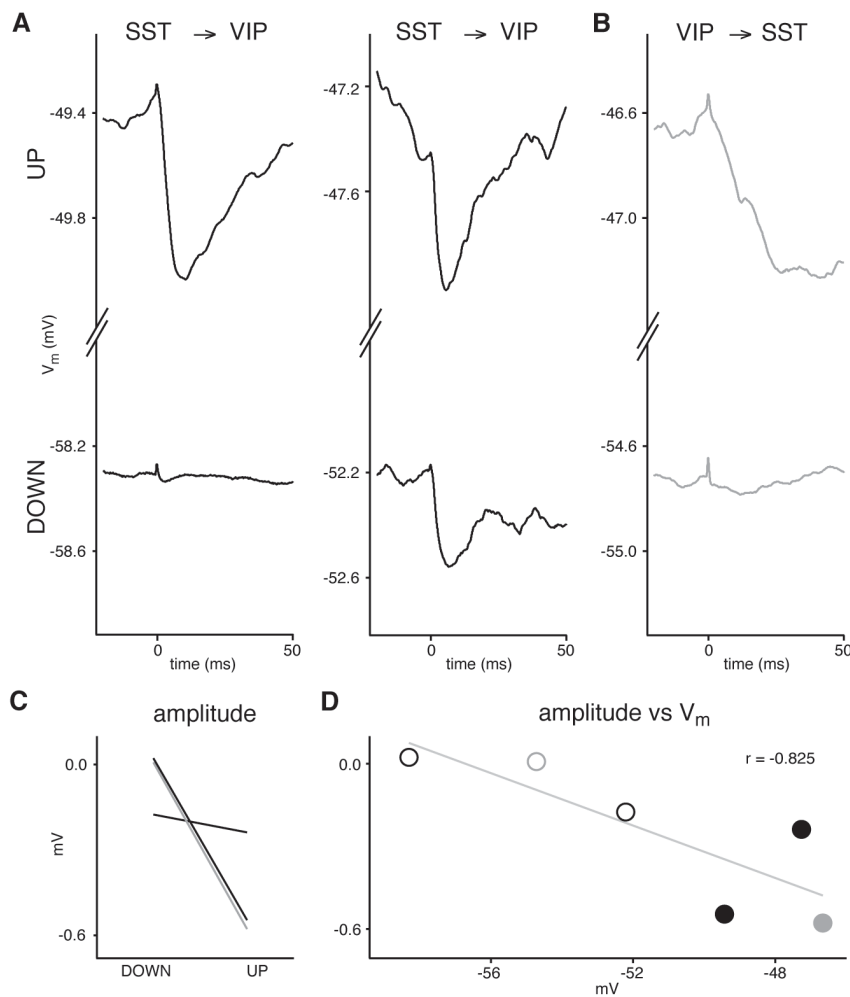 A
SST → VIP
SST → VIP
B
VIP → SST
UP
-49.4
-49.8
-47.2
-47.6
-46.6
-47.0
Vm (mV)
DOWN
-58.2
-58.6
-52.2
-52.6
-54.6
-55.0
0
50
time (ms)
0
50
time (ms)
0
50
time (ms)
C
amplitude
0.0
mV
-0.6
DOWN
UP
D
amplitude vs Vm
r = -0.825
0.0
-0.6
-56
-52
-48
mV